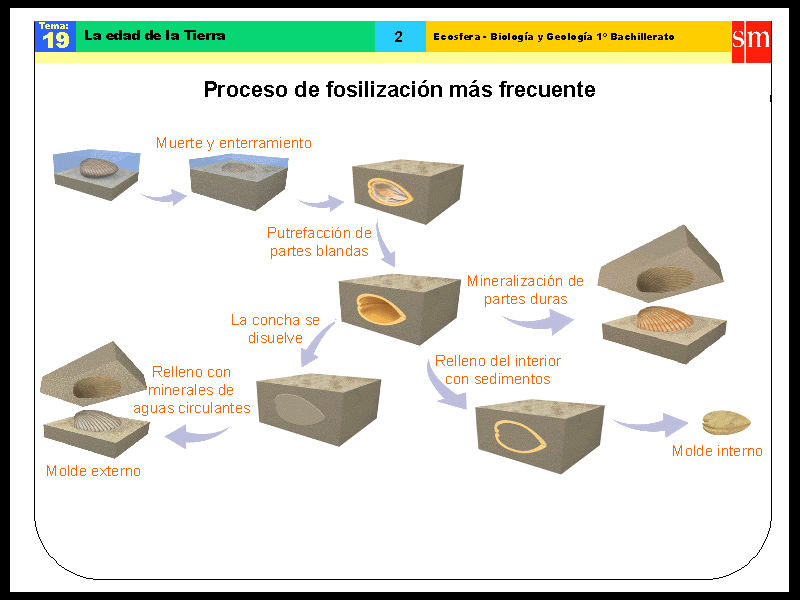 Tema:
19
La edad de la Tierra
2
Ecosfera - Biología y Geología 1º Bachillerato
sm
Proceso de fosilización más frecuente
Muerte y enterramiento
Putrefacción de
partes blandas
Mineralización de
partes duras
La concha se
disuelve
Relleno del interior
con sedimentos
Relleno con
minerales de
aguas circulantes
Molde interno
Molde externo